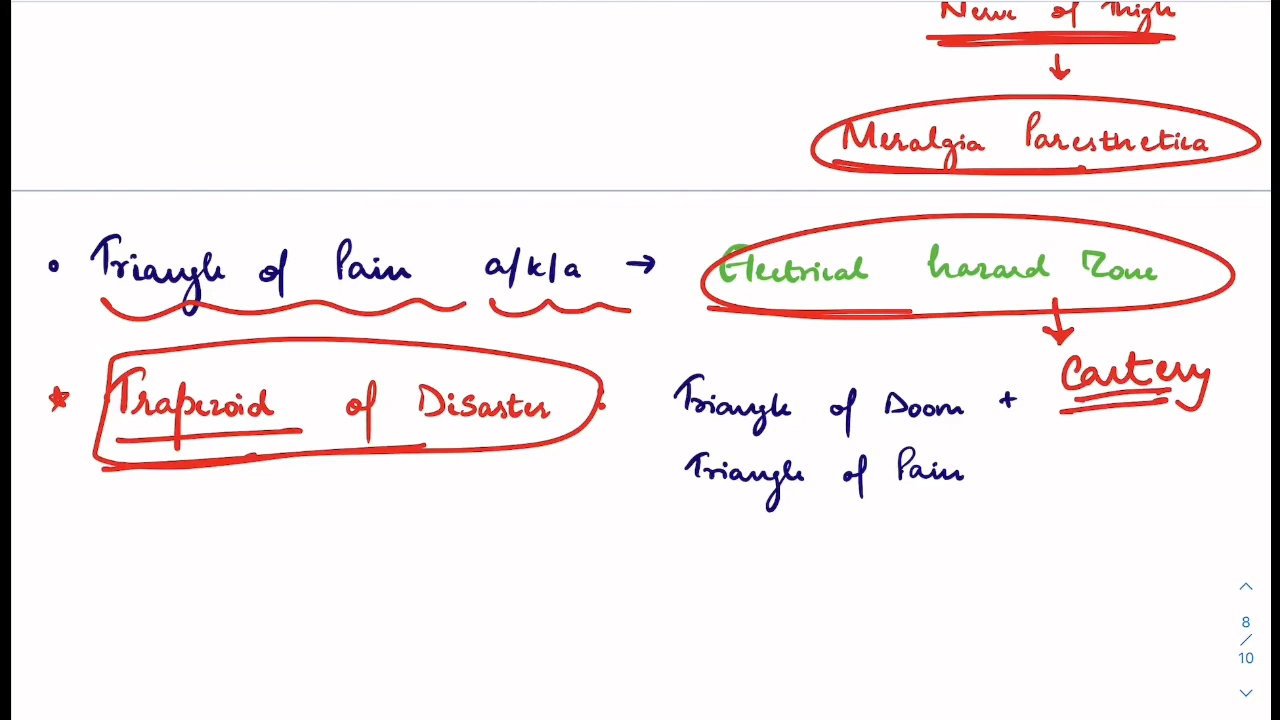 Nerve of Thigh
↓
Meralgia Paresthetica
• Triangle of Pain a/k/a → Electrical hazard Zone
↓
Cautery
* Trapezoid of Disaster : Triangle of Doom +
Triangle of Pain
8
/
10